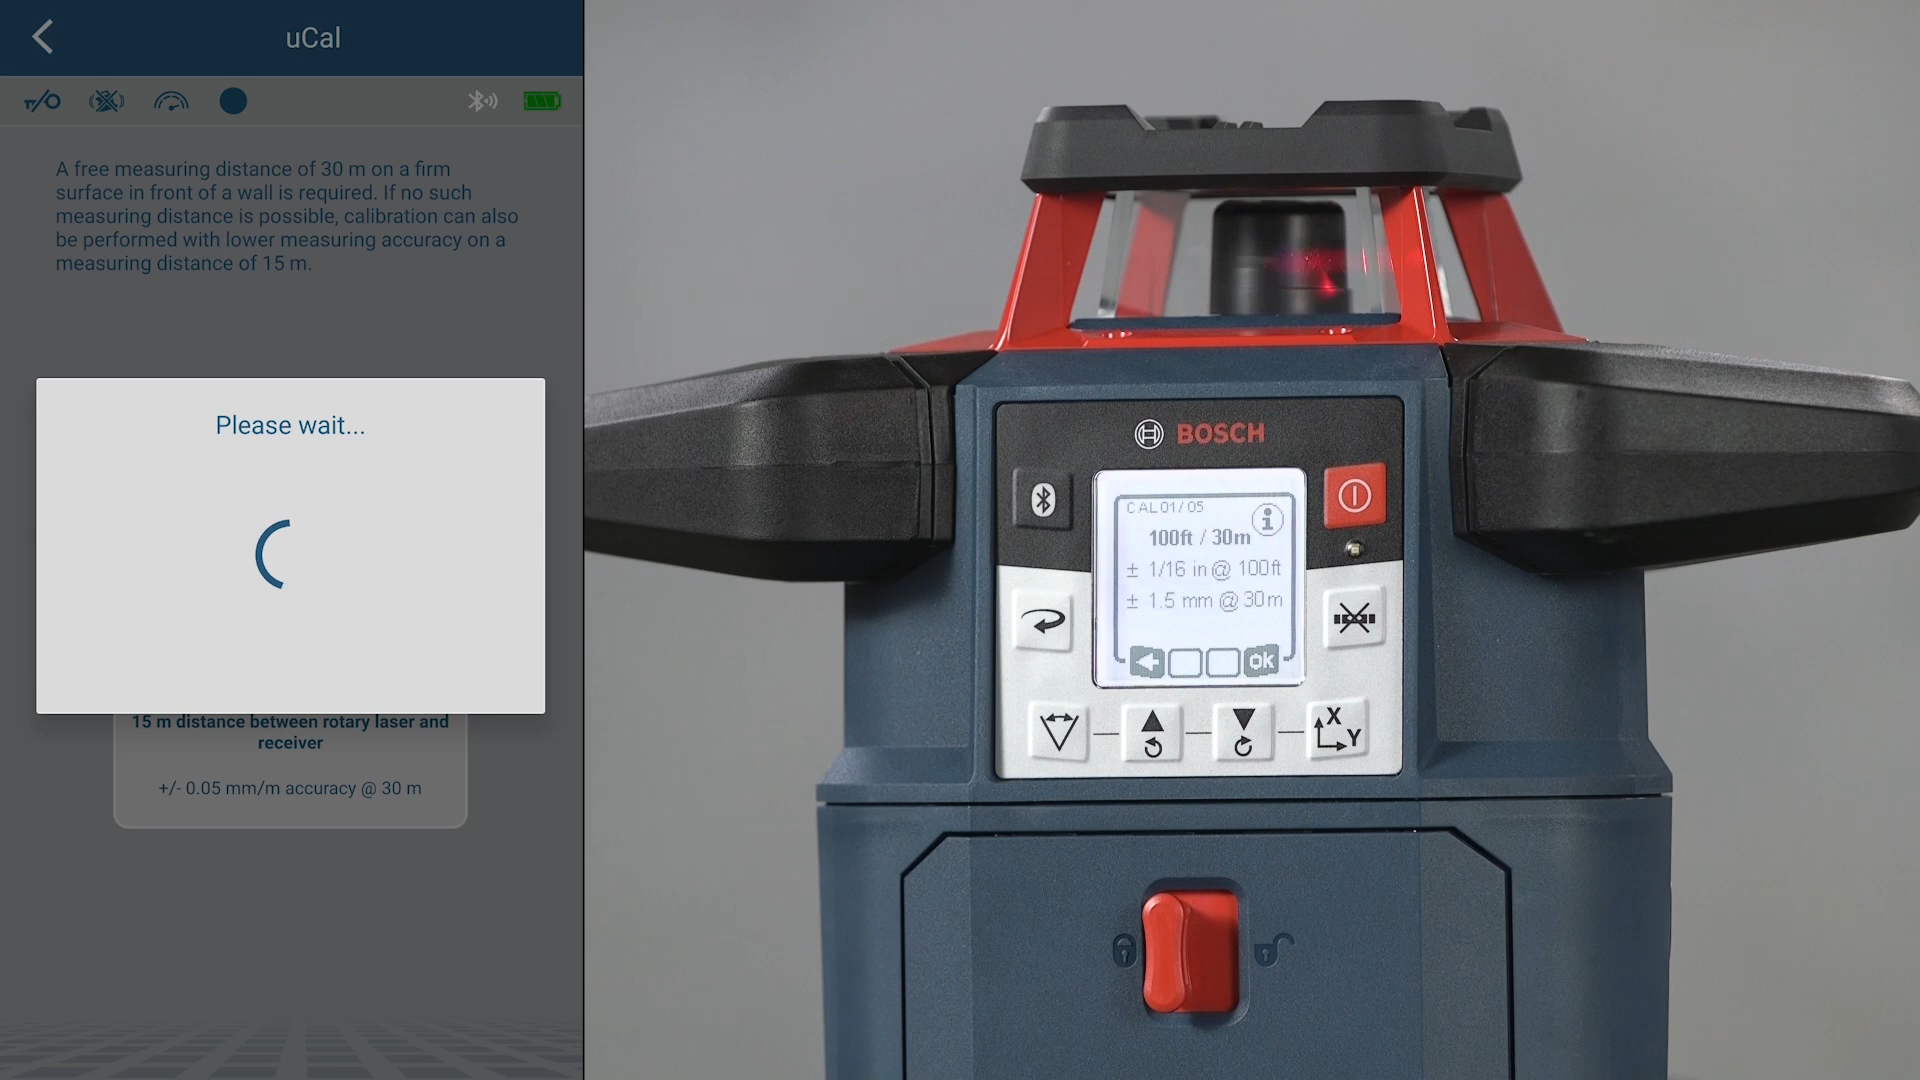 uCal
A free measuring distance of 30 m on a firm
surface in front of a wall is required. If no such
measuring distance is possible, calibration can also
be performed with lower measuring accuracy on a
measuring distance of 15 m.
Please wait...
15 m distance between rotary laser and
receiver
+/- 0.05 mm/m accuracy @ 30 m
BOSCH
CAL01/05
100ft / 30m
± 1/16 in @ 100ft
± 1.5 mm @ 30m
ok
X
Y